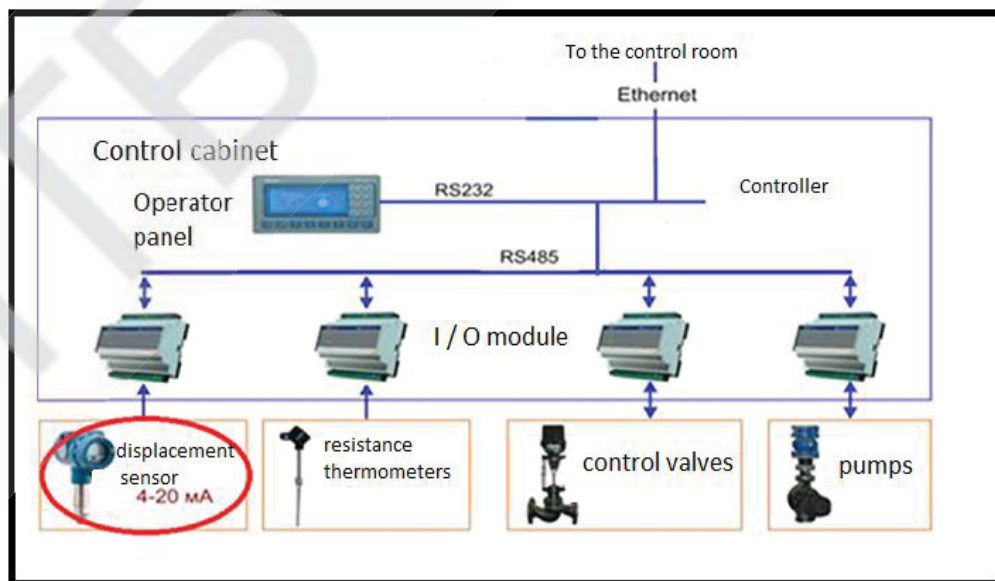 To the control room
Ethernet
Control cabinet
RS232
Controller
Operator
panel
RS485
I / O module
displacement
sensor
4-20 мА
resistance
thermometers
control valves
pumps